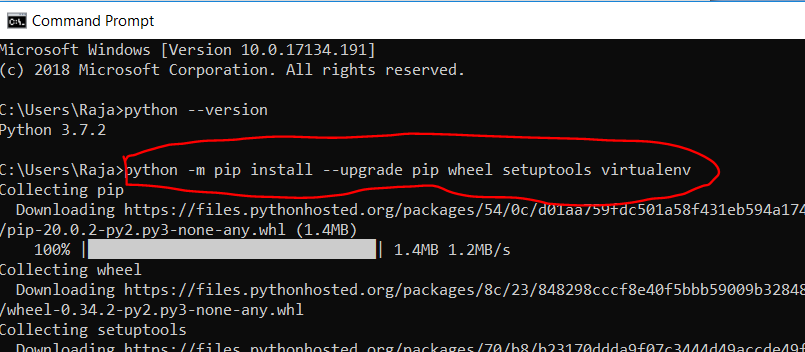 Command Prompt
Microsoft Windows [Version 10.0.17134.191]
(c) 2018 Microsoft Corporation. All rights reserved.
C:\Users\Raja>python --version
Python 3.7.2
C:\Users\Raja>python -m pip install --upgrade pip wheel setuptools virtualenv
Collecting pip
Downloading https://files.pythonhosted.org/packages/54/0c/d01aa759fdc501a58f431eb594a174
/pip-20.0.2-py2.py3-none-any.whl (1.4MB)
100% |████████████████████████████████| 1.4MB 1.2MB/s
Collecting wheel
Downloading https://files.pythonhosted.org/packages/8c/23/848298cccf8e40f5bbb59009b32848
/wheel-0.34.2-py2.py3-none-any.whl
Collecting setuptools
Downloading https://files.pythonhosted.org/packages/70/b8/b23170ddda9f07c3444d49accde49f